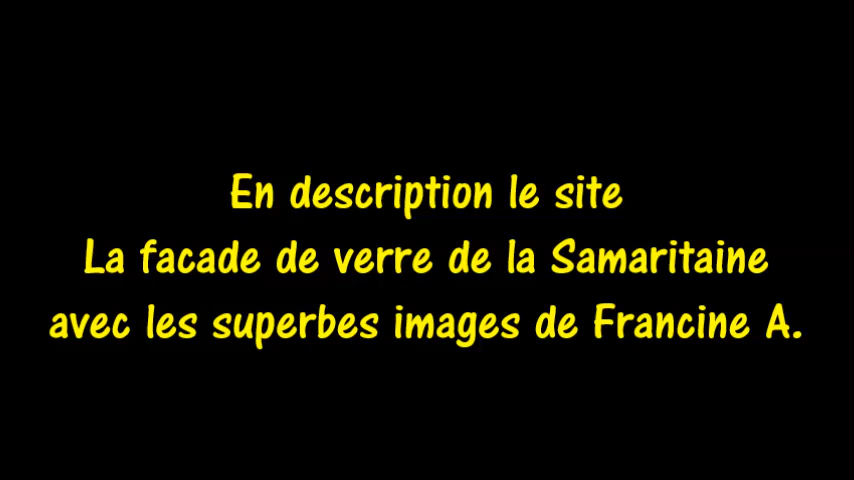 En description le site
La facade de verre de la Samaritaine
avec les superbes images de Francine A.